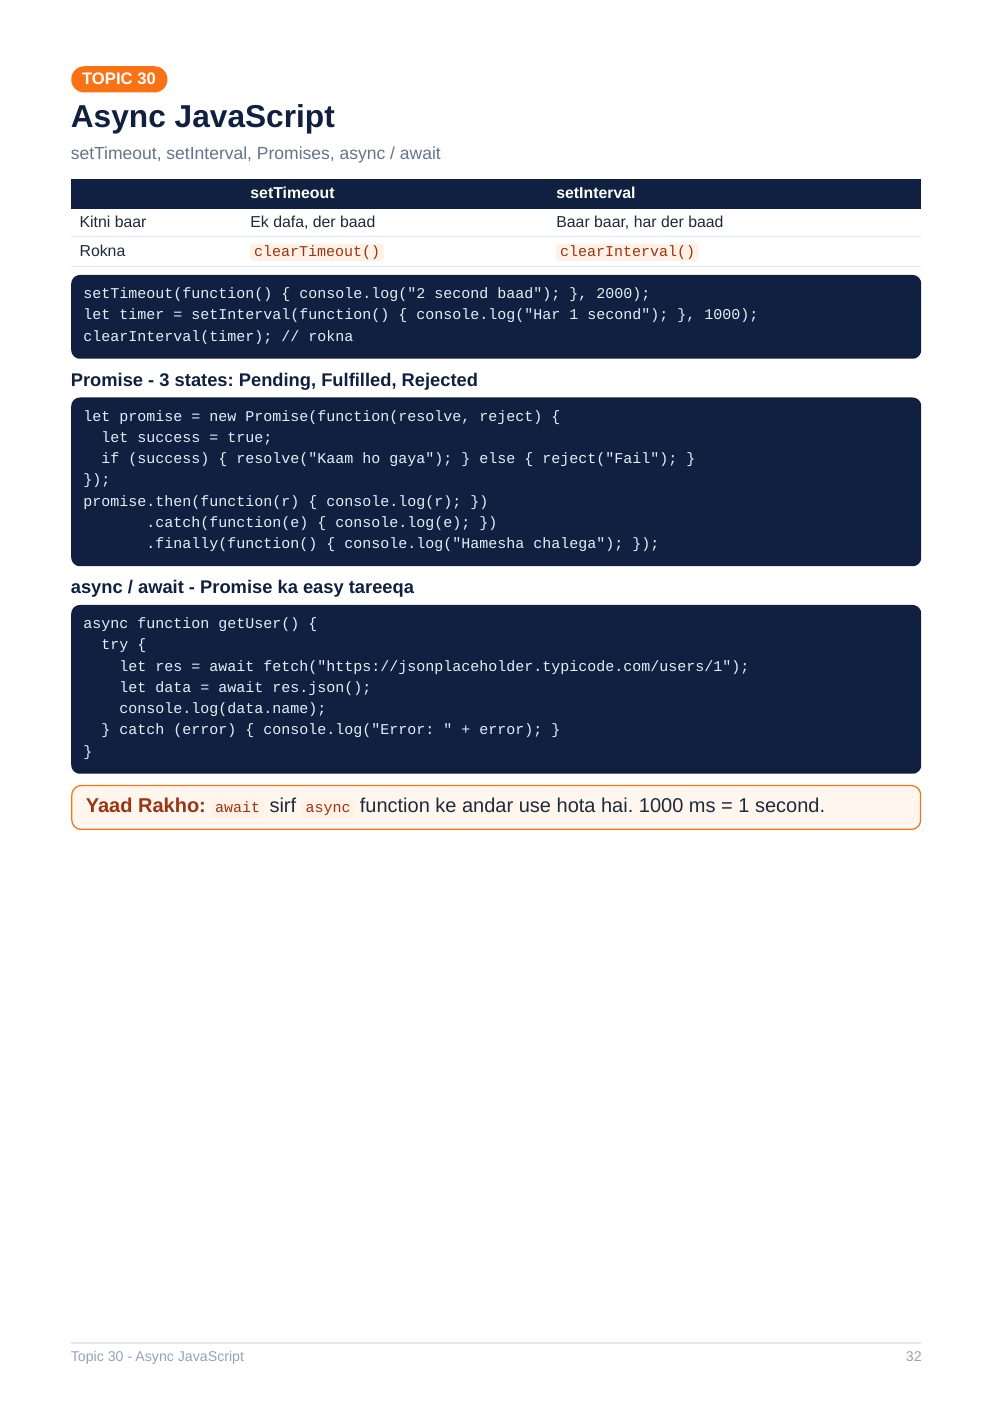 TOPIC 30
Async JavaScript
setTimeout, setInterval, Promises, async / await
setTimeout setInterval
Kitni baar Ek dafa, der baad Baar baar, har der baad
Rokna clearTimeout() clearInterval()
setTimeout(function() { console.log("2 second baad"); }, 2000);
let timer = setInterval(function() { console.log("Har 1 second"); }, 1000);
clearInterval(timer); // rokna
Promise - 3 states: Pending, Fulfilled, Rejected
let promise = new Promise(function(resolve, reject) {
  let success = true;
  if (success) { resolve("Kaam ho gaya"); } else { reject("Fail"); }
});
promise.then(function(r) { console.log(r); })
       .catch(function(e) { console.log(e); })
       .finally(function() { console.log("Hamesha chalega"); });
async / await - Promise ka easy tareeqa
async function getUser() {
  try {
    let res = await fetch("https://jsonplaceholder.typicode.com/users/1");
    let data = await res.json();
    console.log(data.name);
  } catch (error) { console.log("Error: " + error); }
}
Yaad Rakho: await sirf async function ke andar use hota hai. 1000 ms = 1 second.
Topic 30 - Async JavaScript 32